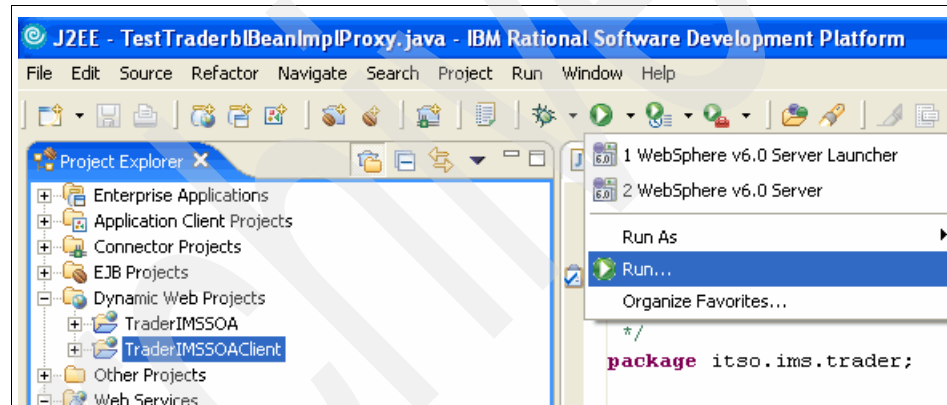 J2EE - TestTraderblBeanImplProxy.java - IBM Rational Software Development Platform
File Edit Source Refactor Navigate Search Project Run Window Help
Project Explorer
1 WebSphere v6.0 Server Launcher
2 WebSphere v6.0 Server
Run As
Run...
Organize Favorites...
Enterprise Applications
Application Client Projects
Connector Projects
EJB Projects
Dynamic Web Projects
TraderIMSSOA
TraderIMSSOAClient
Other Projects
Web Services
*/
package itso.ims.trader;